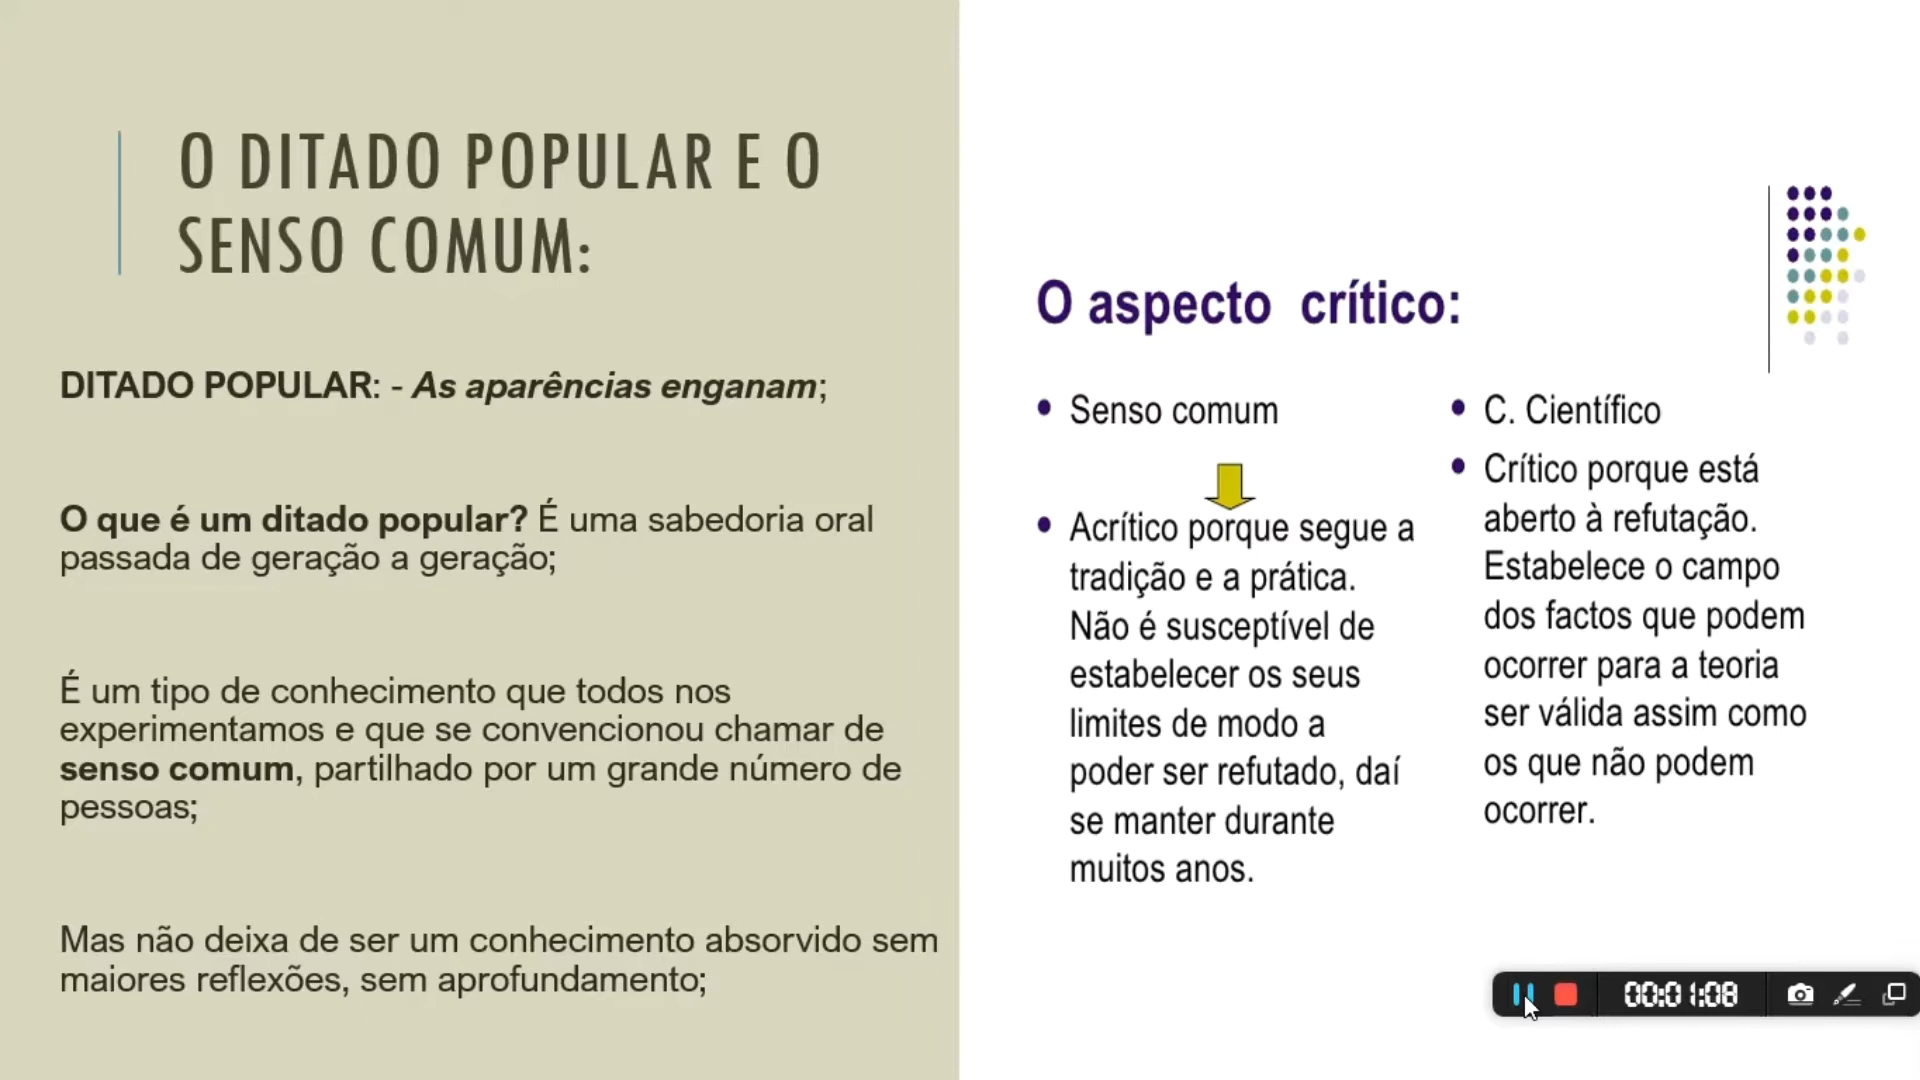 O DITADO POPULAR E O
SENSO COMUM:
DITADO POPULAR: - As aparências enganam;
O que é um ditado popular? É uma sabedoria oral
passada de geração a geração;
É um tipo de conhecimento que todos nos
experimentamos e que se convencionou chamar de
senso comum, partilhado por um grande número de
pessoas;
Mas não deixa de ser um conhecimento absorvido sem
maiores reflexões, sem aprofundamento;
O aspecto crítico:
• Senso comum
• Acrítico porque segue a
tradição e a prática.
Não é susceptível de
estabelecer os seus
limites de modo a
poder ser refutado, daí
se manter durante
muitos anos.
• C. Científico
• Crítico porque está
aberto à refutação.
Estabelece o campo
dos factos que podem
ocorrer para a teoria
ser válida assim como
os que não podem
ocorrer.
00:01:08